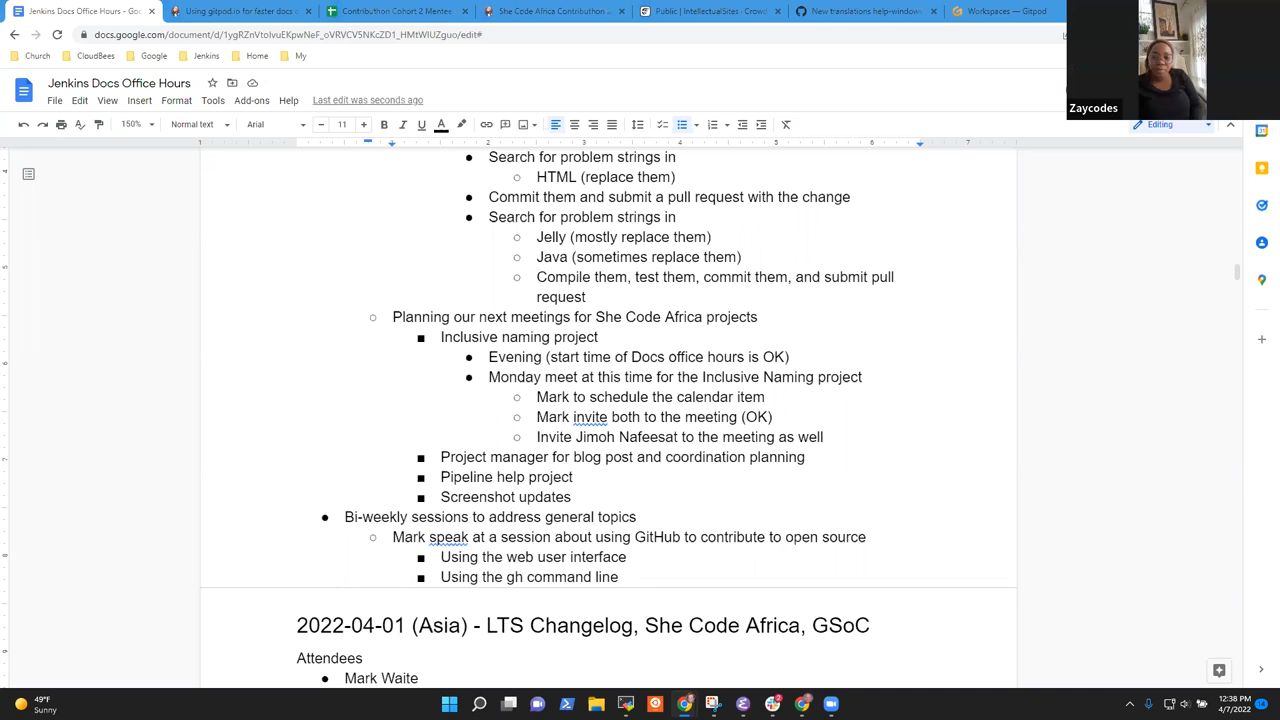 Jenkins Docs Office Hours
Using gitpod.io for faster docs
Contributhon Cohort 2 Mentee
She Code Africa Contributhon
Public | IntellectualSites - Crowd
New translations help-window
Workspaces — Gitpod
docs.google.com/document/d/1ygRZnVtoIvuEKpwNeF_oVRVCV5NKcZD1_HMtWIUZguo/edit#
Church
CloudBees
Google
Jenkins
Home
My
Zaycodes
Jenkins Docs Office Hours
File Edit View Insert Format Tools Add-ons Help Last edit was seconds ago
150% Normal text Arial 11 Editing
Search for problem strings in
HTML (replace them)
Commit them and submit a pull request with the change
Search for problem strings in
Jelly (mostly replace them)
Java (sometimes replace them)
Compile them, test them, commit them, and submit pull
request
Planning our next meetings for She Code Africa projects
Inclusive naming project
Evening (start time of Docs office hours is OK)
Monday meet at this time for the Inclusive Naming project
Mark to schedule the calendar item
Mark invite both to the meeting (OK)
Invite Jimoh Nafeesat to the meeting as well
Project manager for blog post and coordination planning
Pipeline help project
Screenshot updates
Bi-weekly sessions to address general topics
Mark speak at a session about using GitHub to contribute to open source
Using the web user interface
Using the gh command line
2022-04-01 (Asia) - LTS Changelog, She Code Africa, GSoC
Attendees
Mark Waite
49°F
Sunny
12:38 PM
4/7/2022